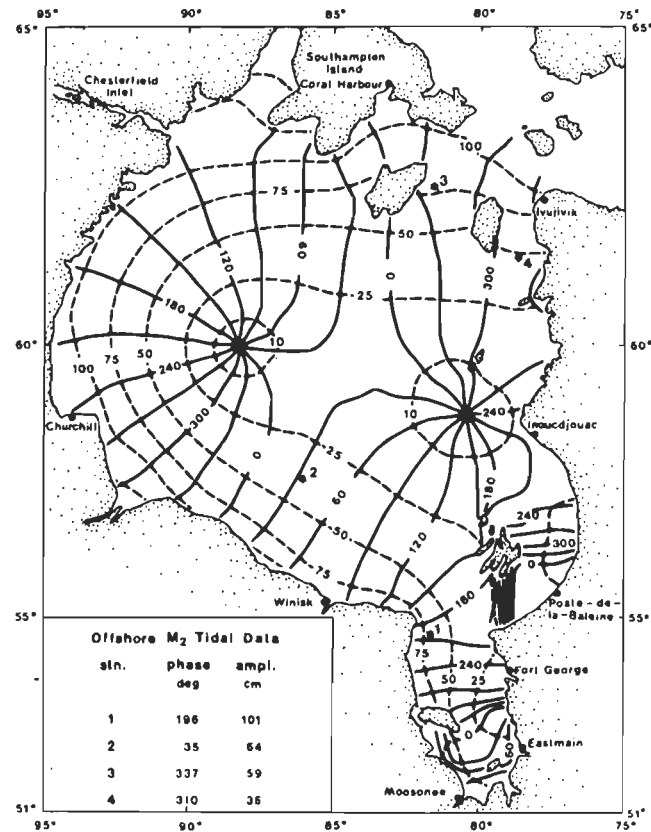 95° 90° 85° 80° 75°
65° 65°
Southampton
Island
Coral Harbour
Chesterfield
Inlet
100
75
3
Ivujivik
50
120
60
0
300
4
180
25
60° 10 60°
50
75
240
100
10
240
Churchill
Inoucdjouac
300
0
25
2
180
60
240
50
120
300
75
0
180
Winisk
Poste-de-
la-Baleine
55° 55°
1
75
240
Fort George
50
25
0
60
Eastmain
Moosonee
51° 51°
95° 90° 85° 80° 75°
Offshore M₂ Tidal Data
stn. phase ampl.
deg cm
1 196 101
2 35 64
3 337 59
4 310 36